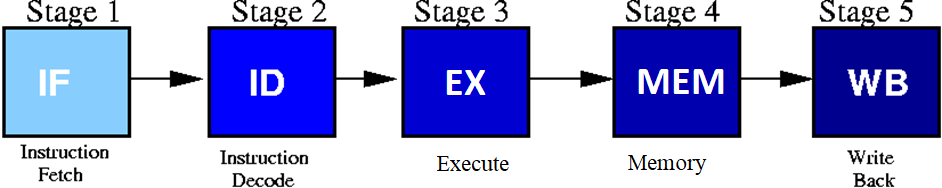 Stage 1
Stage 2
Stage 3
Stage 4
Stage 5
IF
ID
EX
MEM
WB
Instruction
Fetch
Instruction
Decode
Execute
Memory
Write
Back